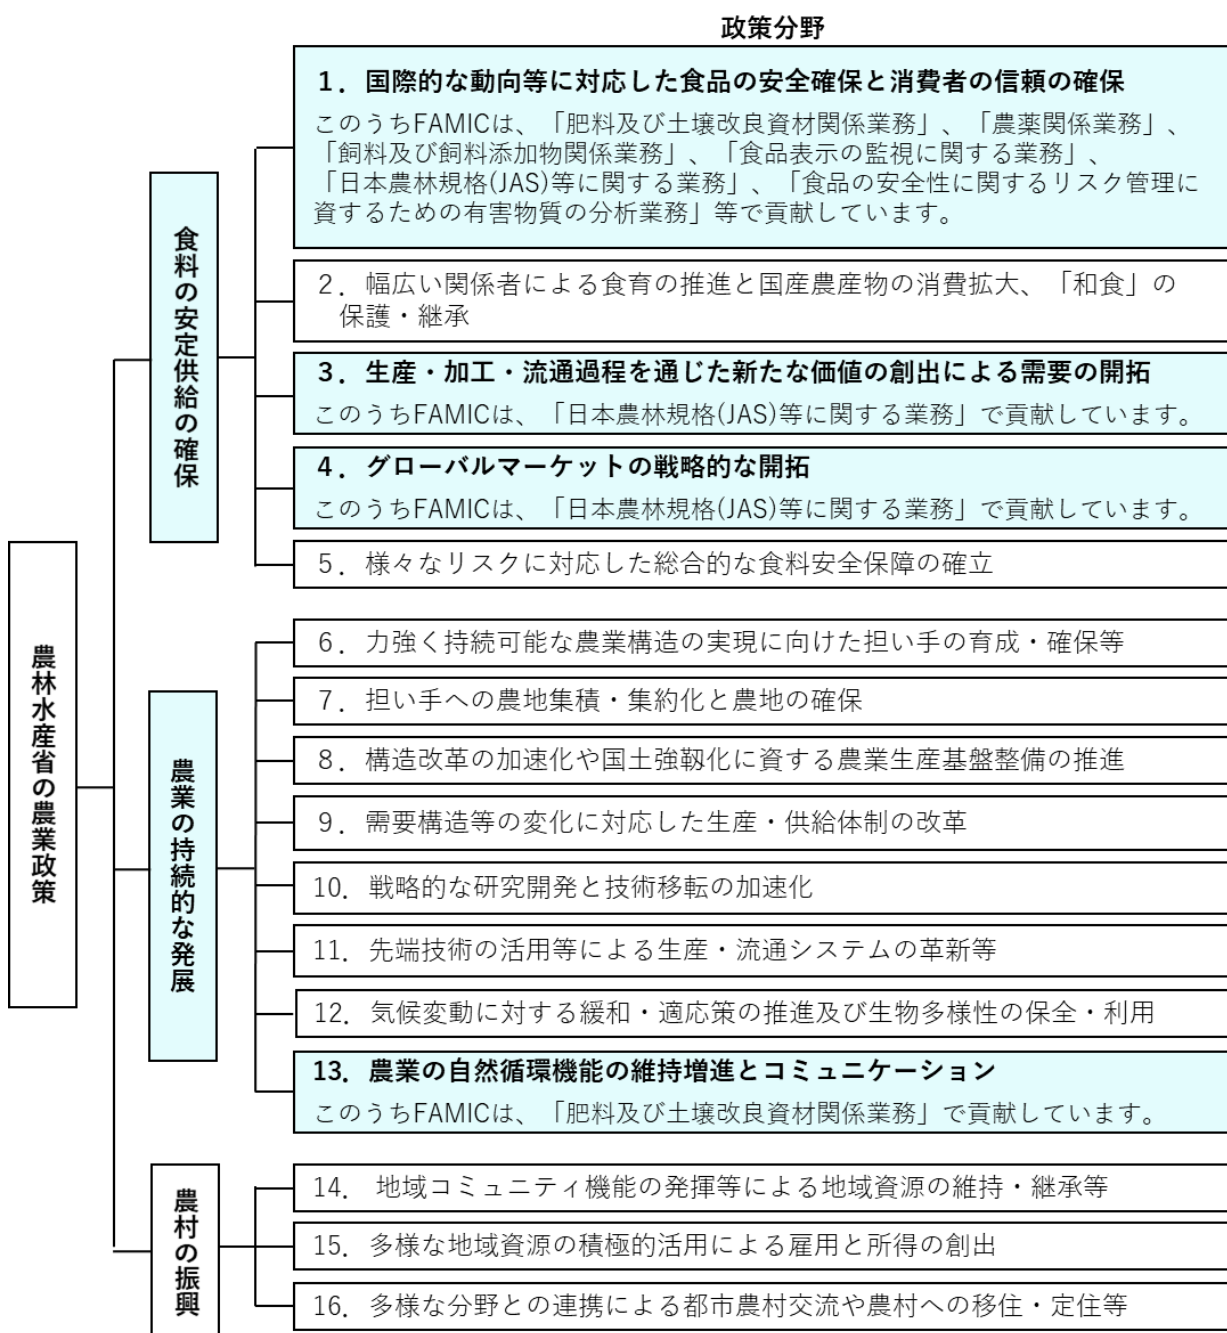 政策分野
1．国際的な動向等に対応した食品の安全確保と消費者の信頼の確保
このうちFAMICは、「肥料及び土壌改良資材関係業務」、「農薬関係業務」、
「飼料及び飼料添加物関係業務」、「食品表示の監視に関する業務」、
「日本農林規格(JAS)等に関する業務」、「食品の安全性に関するリスク管理に
資するための有害物質の分析業務」等で貢献しています。
2．幅広い関係者による食育の推進と国産農産物の消費拡大、「和食」の
保護・継承
3．生産・加工・流通過程を通じた新たな価値の創出による需要の開拓
このうちFAMICは、「日本農林規格(JAS)等に関する業務」で貢献しています。
4．グローバルマーケットの戦略的な開拓
このうちFAMICは、「日本農林規格(JAS)等に関する業務」で貢献しています。
5．様々なリスクに対応した総合的な食料安全保障の確立
食料の安定供給の確保
6．力強く持続可能な農業構造の実現に向けた担い手の育成・確保等
7．担い手への農地集積・集約化と農地の確保
8．構造改革の加速化や国土強靱化に資する農業生産基盤整備の推進
9．需要構造等の変化に対応した生産・供給体制の改革
10．戦略的な研究開発と技術移転の加速化
11．先端技術の活用等による生産・流通システムの革新等
12．気候変動に対する緩和・適応策の推進及び生物多様性の保全・利用
13．農業の自然循環機能の維持増進とコミュニケーション
このうちFAMICは、「肥料及び土壌改良資材関係業務」で貢献しています。
農業の持続的な発展
農林水産省の農業政策
14．地域コミュニティ機能の発揮等による地域資源の維持・継承等
15．多様な地域資源の積極的活用による雇用と所得の創出
16．多様な分野との連携による都市農村交流や農村への移住・定住等
農村の振興